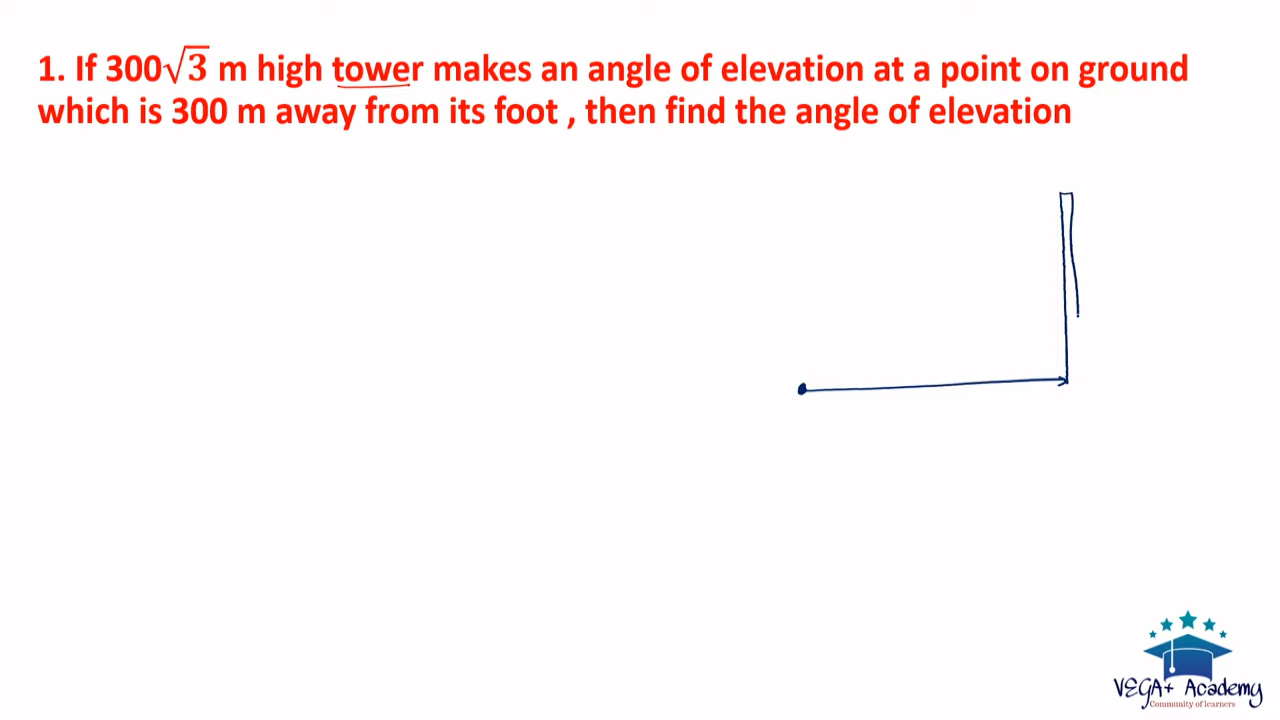 1. If 300√3 m high tower makes an angle of elevation at a point on ground
which is 300 m away from its foot , then find the angle of elevation
VEGA+ Academy
Community of learners